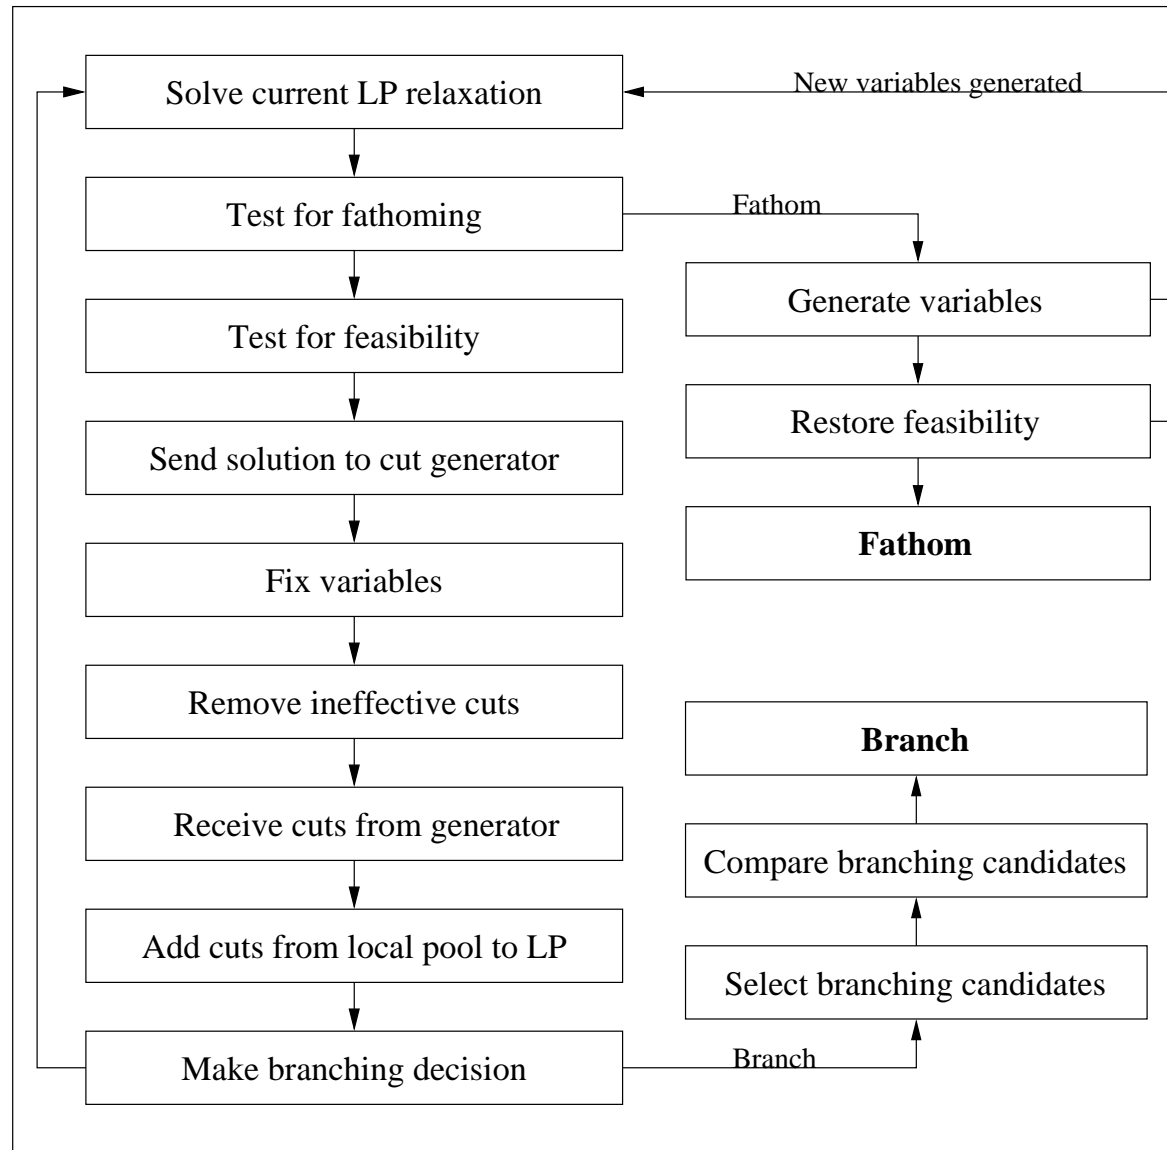 Solve current LP relaxation
New variables generated
Test for fathoming
Fathom
Generate variables
Test for feasibility
Restore feasibility
Send solution to cut generator
Fathom
Fix variables
Remove ineffective cuts
Branch
Receive cuts from generator
Compare branching candidates
Add cuts from local pool to LP
Select branching candidates
Make branching decision
Branch